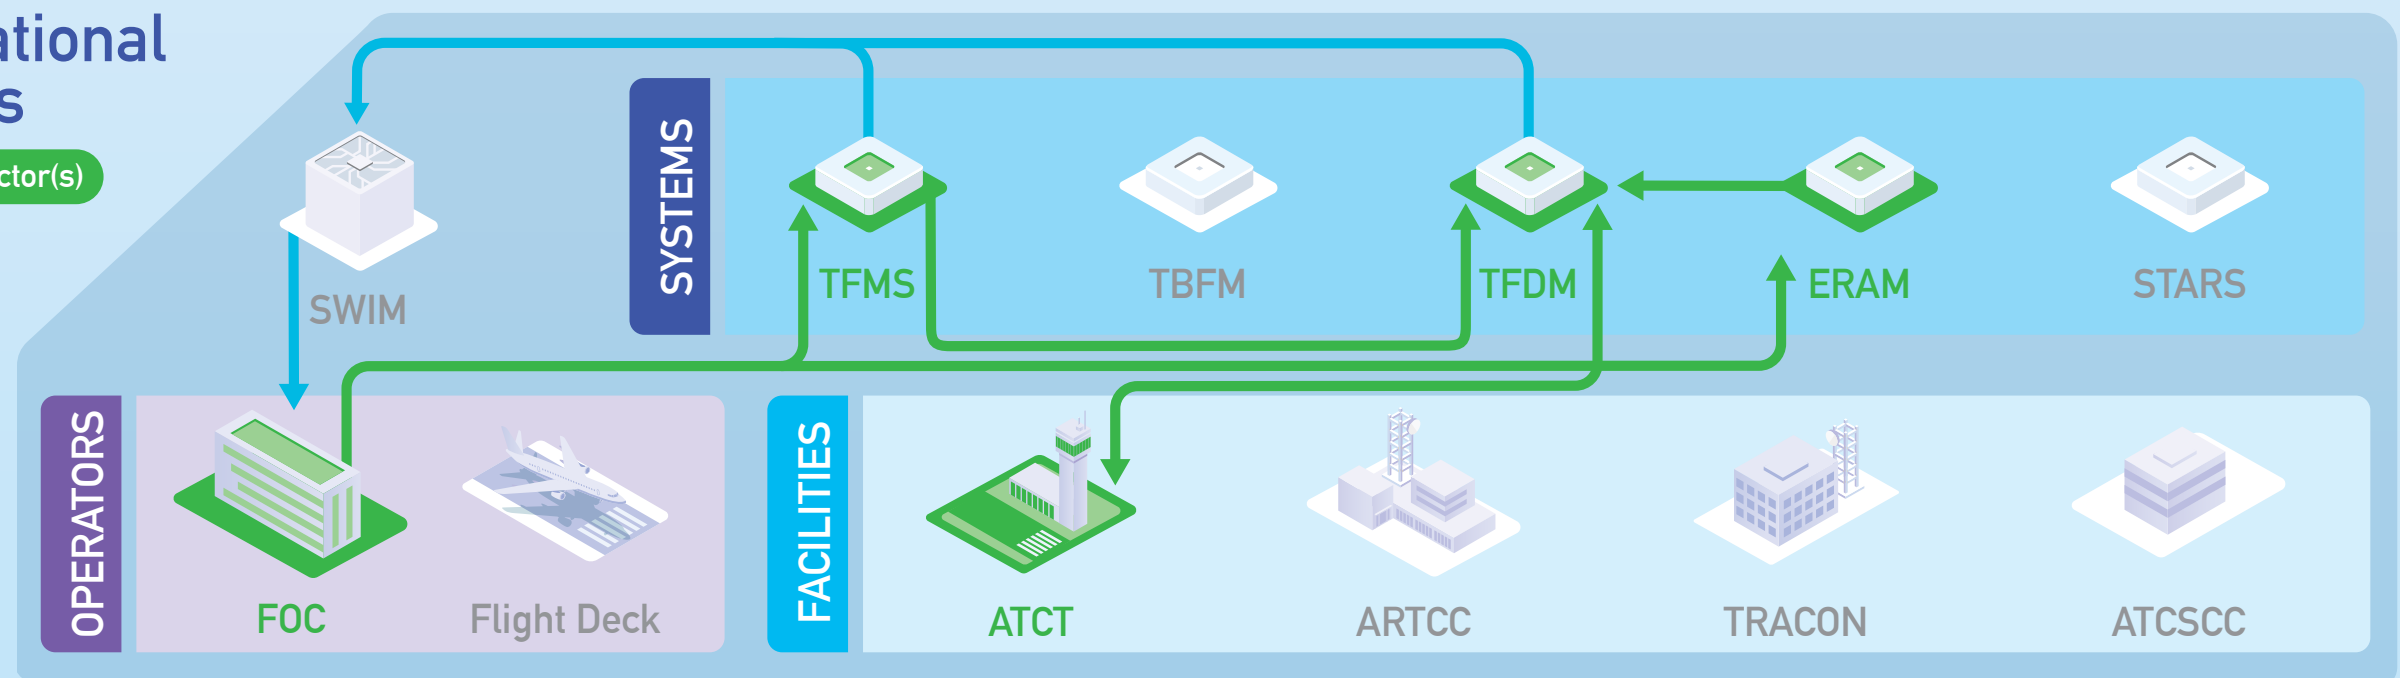 ational
s
ctor(s)
SYSTEMS
SWIM
TFMS
TBFM
TFDM
ERAM
STARS
OPERATORS
FOC
Flight Deck
FACILITIES
ATCT
ARTCC
TRACON
ATCSCC